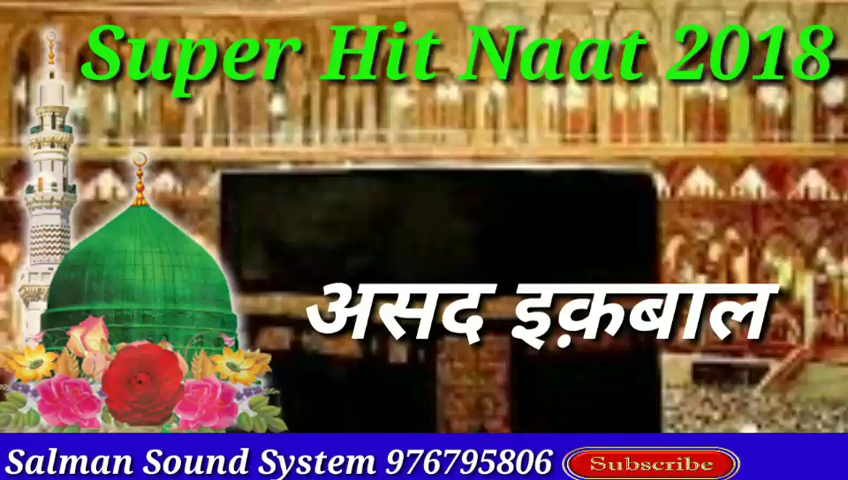 Super Hit Naat 2018
असद इक़बाल
Salman Sound System 976795806
Subscribe